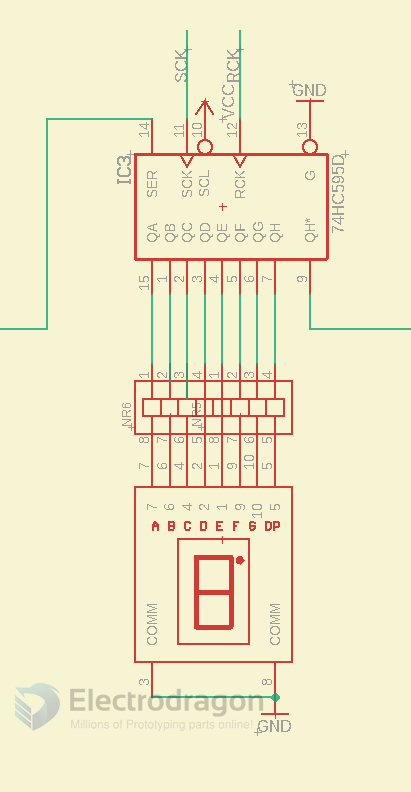 SCK
RCK
VCC
GND
14
11
10
12
13
IC3
SER
SCK
SCL
RCK
G
74HC595D
QA
QB
QC
QD
QE
QF
QG
QH
QH*
15
1
2
3
4
5
6
7
9
1
2
3
4
1
2
3
4
NR6
NR5
8
7
6
5
8
7
6
5
7
6
4
2
1
9
10
5
7
6
4
2
1
9
10
5
A B C D E F G DP
COMM
COMM
3
8
Electrodragon
Millions of Prototyping parts online!
GND